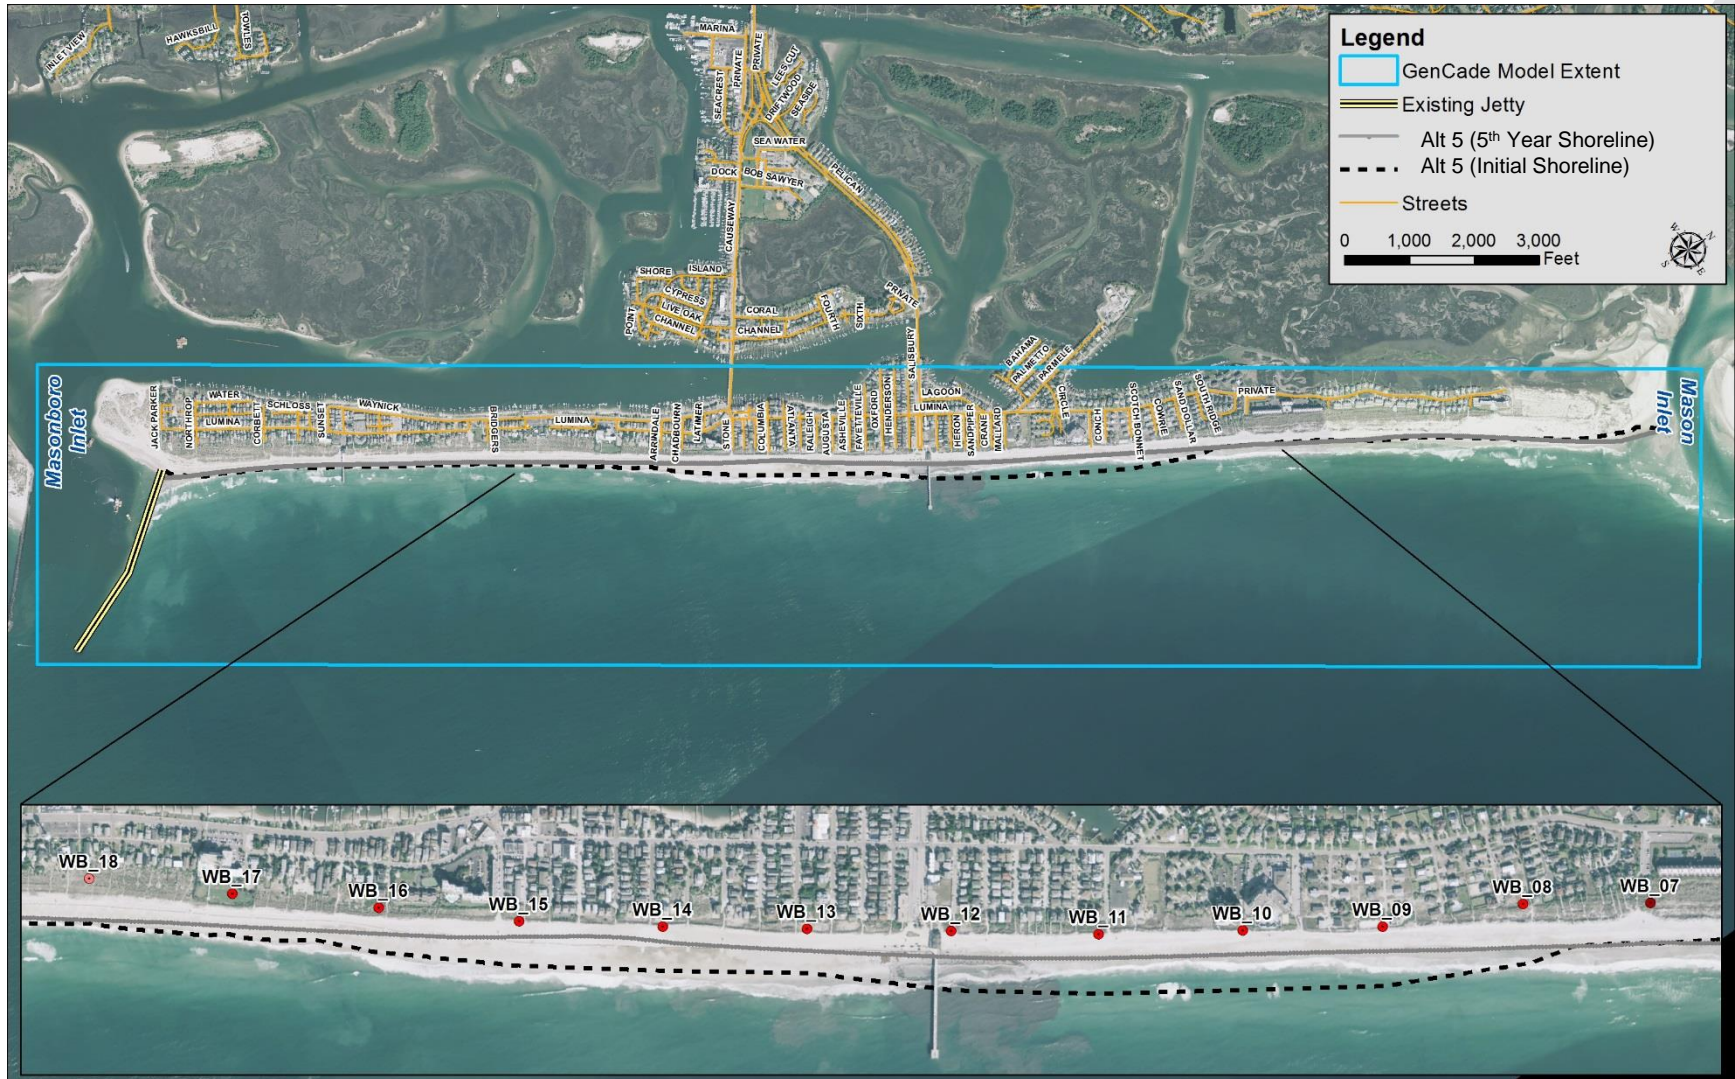 Legend
GenCade Model Extent
Existing Jetty
Alt 5 (5th Year Shoreline)
Alt 5 (Initial Shoreline)
Streets
0 1,000 2,000 3,000
Feet
N
W
E
S
INLET VIEW
HAWKSBILL
TOWLES
MARINA
PRIVATE
PRIVATE
SEACREST
LEES CUT
DRIFTWOOD
SEASIDE
SEA WATER
DOCK
BOB SAWYER
PELICAN
CAUSEWAY
SHORE
ISLAND
CYPRESS
LIVE OAK
CHANNEL
POINT
CORAL
CHANNEL
FOURTH
SIXTH
PRIVATE
SALISBURY
BAHAMA
PALMETTO
PARMELE
Masonboro
Inlet
Mason
Inlet
JACK PARKER
NORTHROP
WATER
LUMINA
CORBETT
SCHLOSS
SUNSET
WAYNICK
BRIDGERS
LUMINA
ARRINDALE
CHADBOURN
LATIMER
STONE
COLUMBIA
ATLANTA
RALEIGH
AUGUSTA
ASHEVILLE
FAYETTEVILLE
OXFORD
HENDERSON
LAGOON
LUMINA
HERON
SANDPIPER
CRANE
MALLARD
CIRCLE
CONCH
SCOTCH BONNET
COWRIE
SAND DOLLAR
SOUTH RIDGE
PRIVATE
WB_18
WB_17
WB_16
WB_15
WB_14
WB_13
WB_12
WB_11
WB_10
WB_09
WB_08
WB_07